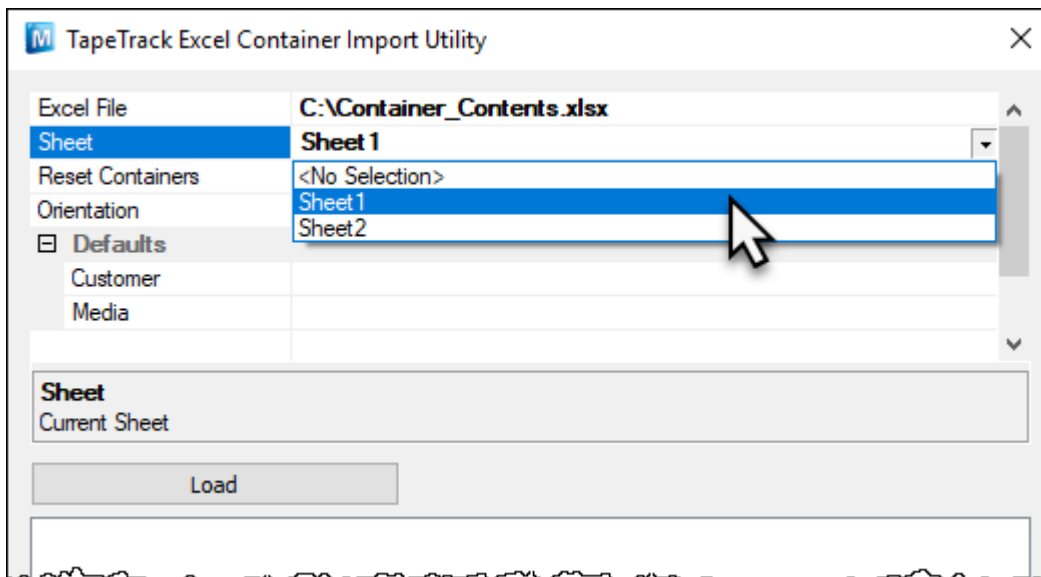 M TapeTrack Excel Container Import Utility
Excel File C:\Container_Contents.xlsx
Sheet Sheet1
Reset Containers <No Selection>
Orientation Sheet1
Sheet2
Defaults
Customer
Media
Sheet
Current Sheet
Load